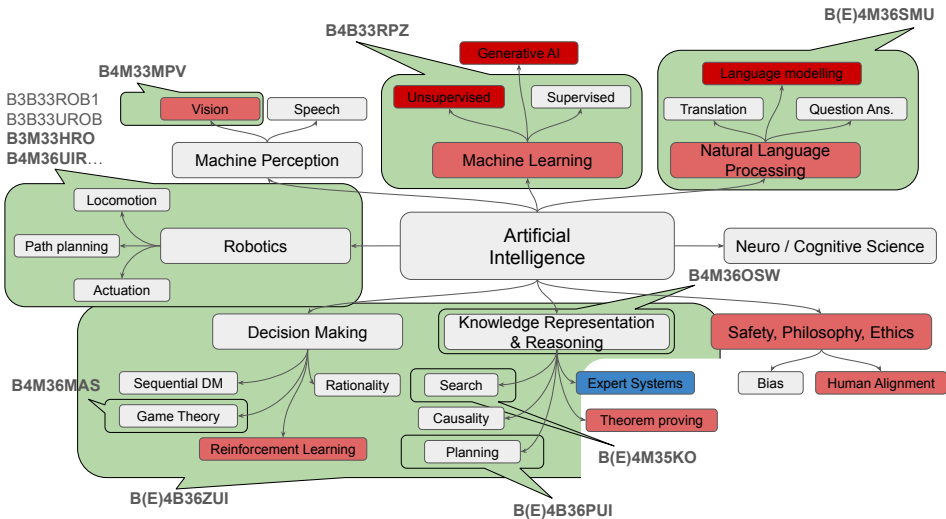 B(E)4M36SMU
B4B33RPZ
Generative AI
B4M33MPV
Language modelling
B3B33ROB1
B3B33UROB
B3M33HRO
B4M36UIR...
Vision
Speech
Unsupervised
Supervised
Translation
Question Ans.
Machine Perception
Machine Learning
Natural Language
Processing
Locomotion
Path planning
Robotics
Actuation
Artificial
Intelligence
Neuro / Cognitive Science
B4M36OSW
Decision Making
Knowledge Representation
& Reasoning
Safety, Philosophy, Ethics
B4M36MAS
Sequential DM
Rationality
Search
Expert Systems
Bias
Human Alignment
Game Theory
Causality
Theorem proving
Reinforcement Learning
Planning
B(E)4M35KO
B(E)4B36ZUI
B(E)4B36PUI